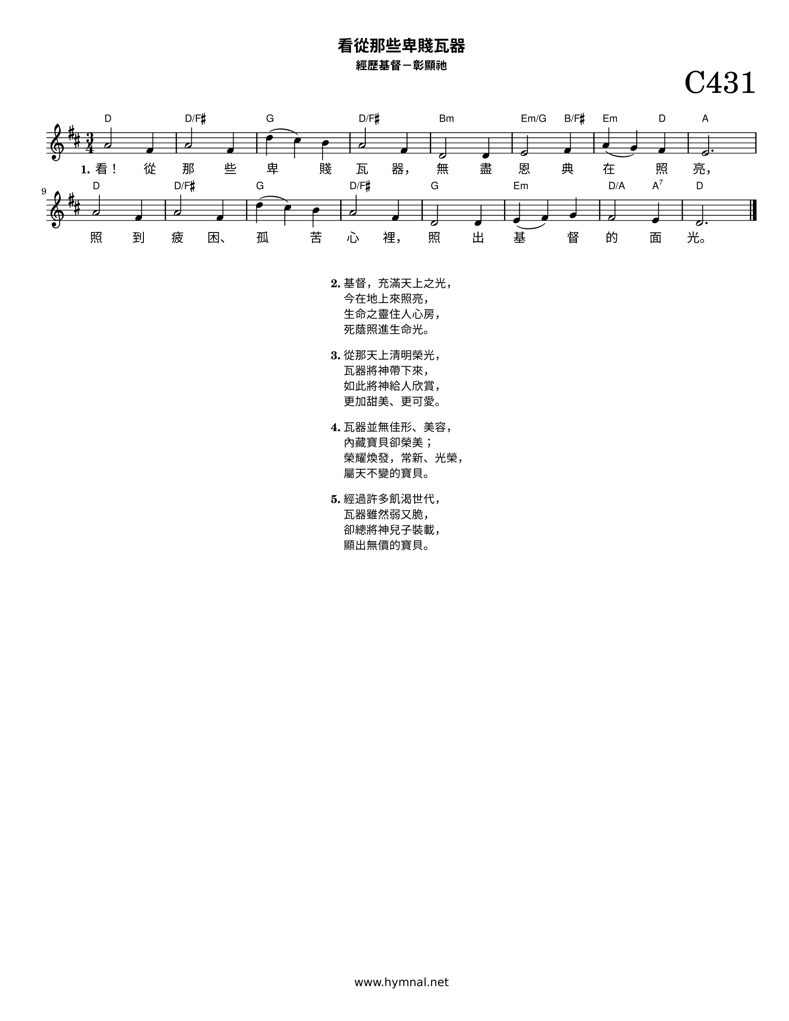 看從那些卑賤瓦器
經歷基督－彰顯祂
C431
D D/F♯ G D/F♯ Bm Em/G B/F♯ Em D A
1. 看！ 從 那 些 卑 賤 瓦 器， 無 盡 恩 典 在 照 亮，
9 D D/F♯ G D/F♯ G Em D/A A7 D
照 到 疲 困、 孤 苦 心 裡， 照 出 基 督 的 面 光。
2. 基督，充滿天上之光，
今在地上來照亮，
生命之靈住人心房，
死蔭照進生命光。
3. 從那天上清明榮光，
瓦器將神帶下來，
如此將神給人欣賞，
更加甜美、更可愛。
4. 瓦器並無佳形、美容，
內藏寶貝卻榮美；
榮耀煥發，常新、光榮，
屬天不變的寶貝。
5. 經過許多飢渴世代，
瓦器雖然弱又脆，
卻總將神兒子裝載，
顯出無價的寶貝。
www.hymnal.net